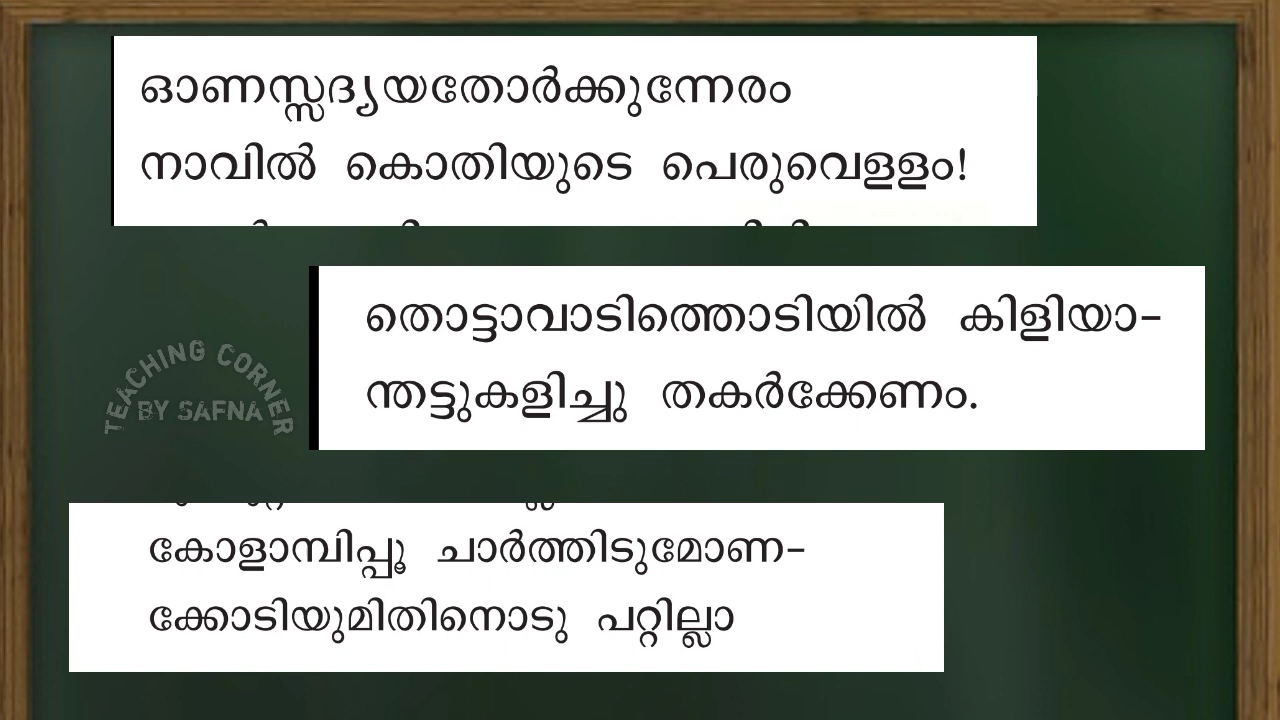 ഓണസ്സദ്യയതോർക്കുന്നേരം
നാവിൽ കൊതിയുടെ പെരുവെള്ളം!
തൊട്ടാവാടിത്തൊടിയിൽ കിളിയാ-
ന്തട്ടുകളിച്ചു തകർക്കേണം.
TEACHING CORNER
BY SAFNA
കോളാമ്പിപ്പൂ ചാർത്തിടുമോണ-
ക്കോടിയുമിതിനൊടു പറ്റില്ലാ